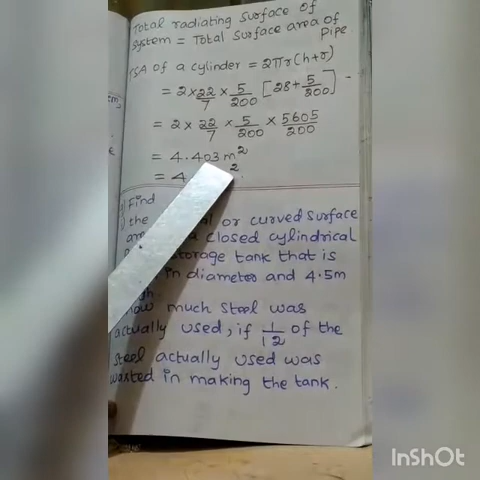 Total radiating surface of
system = Total surface area of
pipe
TSA of a cylinder = 2πr(h+r)
= 2 × 22/7 × 5/200 [28 + 5/200]
= 2 × 22/7 × 5/200 × 5605/200
= 4.403 m²
= 4 ²
Find
the or curved surface
a closed cylindrical
storage tank that is
in diameter and 4.5m
How much steel was
actually used, if 1/12 of the
steel actually used was
wasted in making the tank.
InShOt